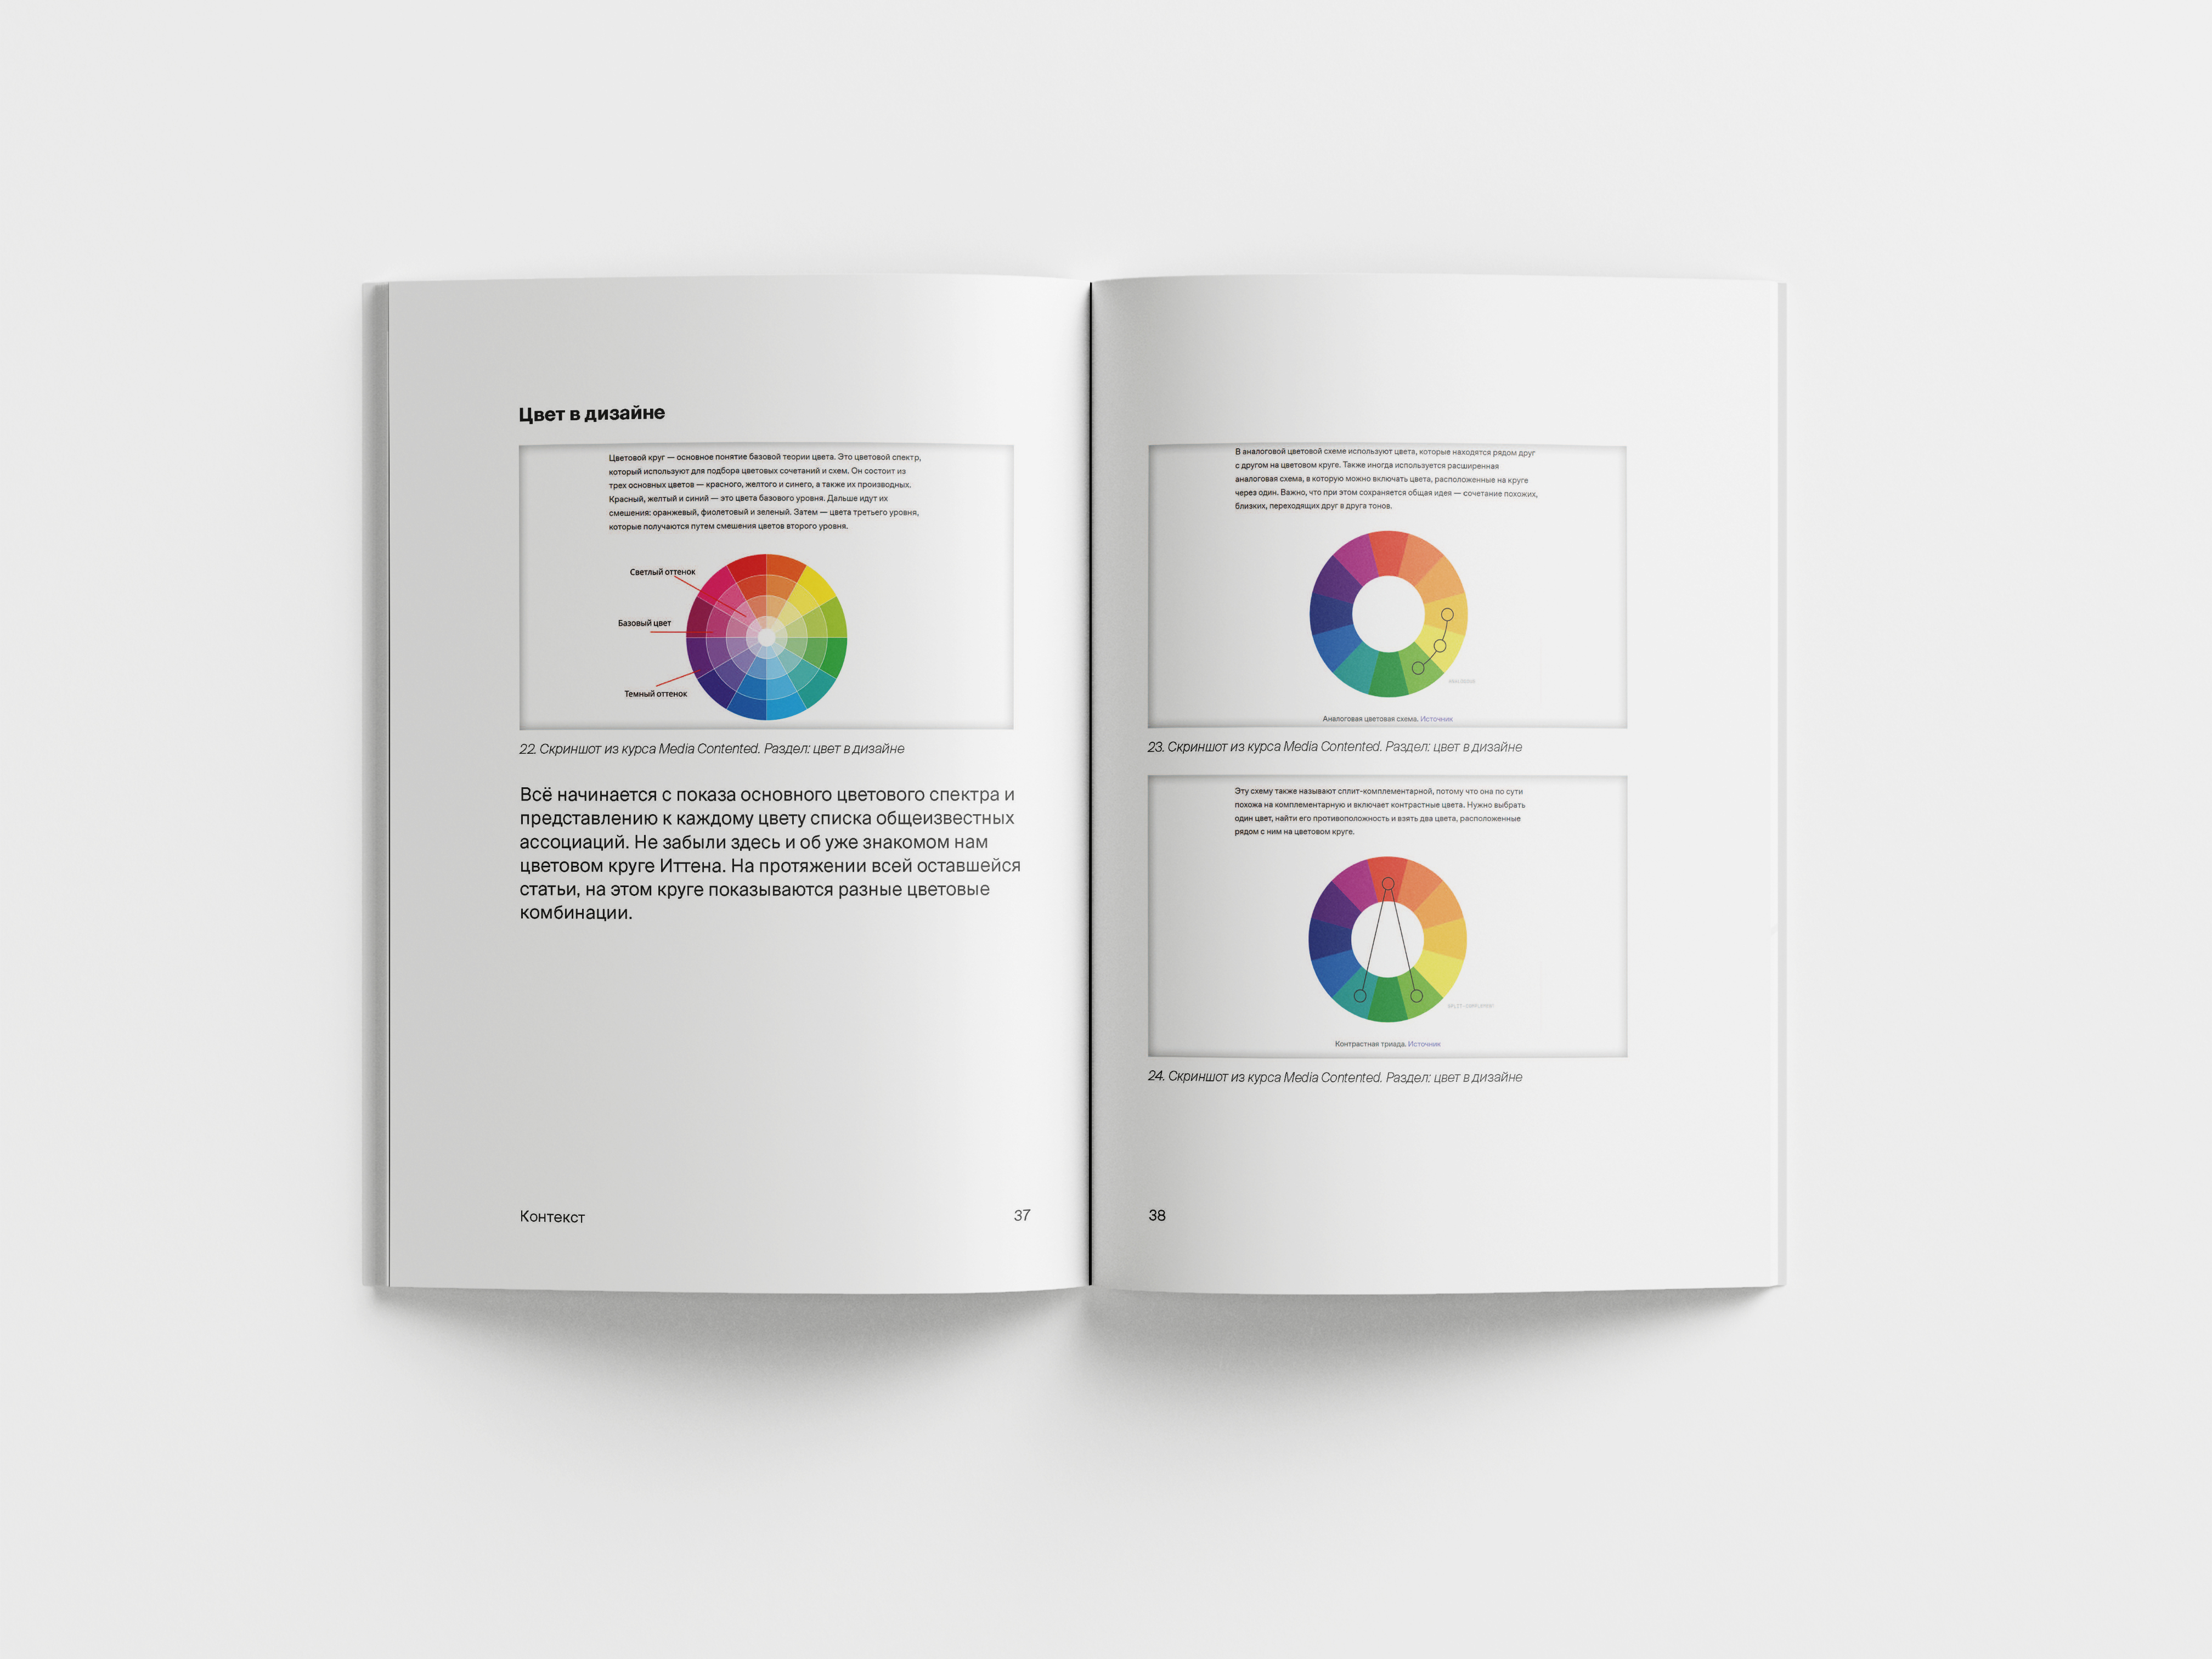 Цвет в дизайне
Цветовой круг — основное понятие базовой теории цвета. Это цветовой спектр,
который используют для подбора цветовых сочетаний и схем. Он состоит из
трех основных цветов — красного, желтого и синего, а также их производных.
Красный, желтый и синий — это цвета базового уровня. Дальше идут их
смешения: оранжевый, фиолетовый и зеленый. Затем — цвета третьего уровня,
которые получаются путем смешения цветов второго уровня.
Светлый оттенок
Базовый цвет
Темный оттенок
22. Скриншот из курса Media Contented. Раздел: цвет в дизайне
Всё начинается с показа основного цветового спектра и
представлению к каждому цвету списка общеизвестных
ассоциаций. Не забыли здесь и об уже знакомом нам
цветовом круге Иттена. На протяжении всей оставшейся
статьи, на этом круге показываются разные цветовые
комбинации.
Контекст
37
В аналоговой цветовой схеме используют цвета, которые находятся рядом друг
с другом на цветовом круге. Также иногда используется расширенная
аналоговая схема, в которую можно включать цвета, расположенные на круге
через один. Важно, что при этом сохраняется общая идея — сочетание похожих,
близких, переходящих друг в друга тонов.
ANALOGOUS
Аналоговая цветовая схема. Источник
23. Скриншот из курса Media Contented. Раздел: цвет в дизайне
Эту схему также называют сплит-комплементарной, потому что она по сути
похожа на комплементарную и включает контрастные цвета. Нужно выбрать
один цвет, найти его противоположность и взять два цвета, расположенные
рядом с ним на цветовом круге.
Контрастная триада. Источник
24. Скриншот из курса Media Contented. Раздел: цвет в дизайне
38